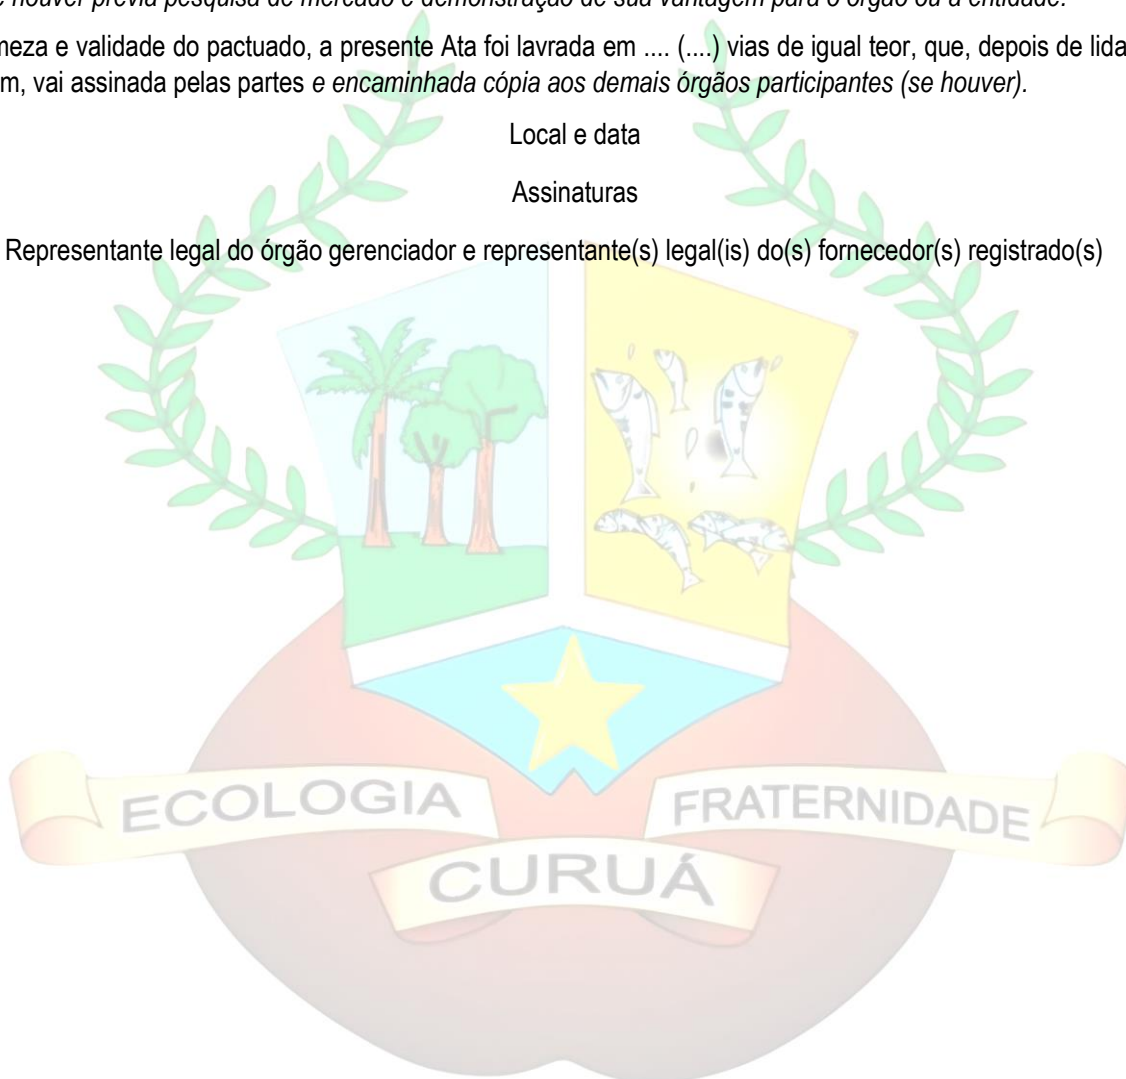 houver prévia pesquisa de mercado e demonstração de sua vantagem para o órgão ou a entidade.
meza e validade do pactuado, a presente Ata foi lavrada em .... (....) vias de igual teor, que, depois de lida
m, vai assinada pelas partes e encaminhada cópia aos demais órgãos participantes (se houver).
Local e data
Assinaturas
Representante legal do órgão gerenciador e representante(s) legal(is) do(s) fornecedor(s) registrado(s)
ECOLOGIA
FRATERNIDADE
CURUÁ